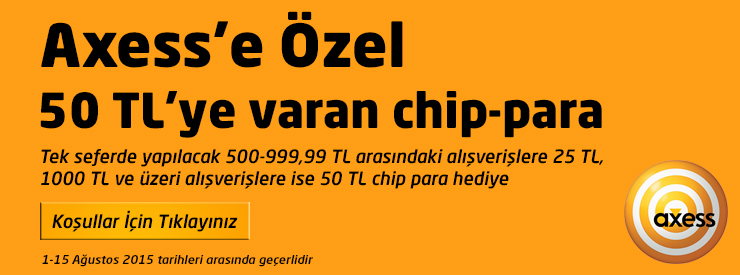 Axess’e Özel
50 TL’ye varan chip-para
Tek seferde yapılacak 500-999,99 TL arasındaki alışverişlere 25 TL,
1000 TL ve üzeri alışverişlere ise 50 TL chip para hediye
axess
Koşullar İçin Tıklayınız
1-15 Ağustos 2015 tarihleri arasında geçerlidir